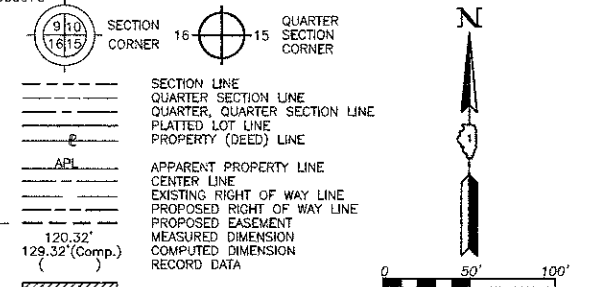 9 10
16 15
SECTION
CORNER
16 15
QUARTER
SECTION
CORNER
N
SECTION LINE
QUARTER SECTION LINE
QUARTER, QUARTER SECTION LINE
PLATTED LOT LINE
PROPERTY (DEED) LINE
APL APPARENT PROPERTY LINE
CENTER LINE
EXISTING RIGHT OF WAY LINE
PROPOSED RIGHT OF WAY LINE
PROPOSED EASEMENT
120.32' MEASURED DIMENSION
129.32'(Comp.) COMPUTED DIMENSION
( ) RECORD DATA
0 50' 100'